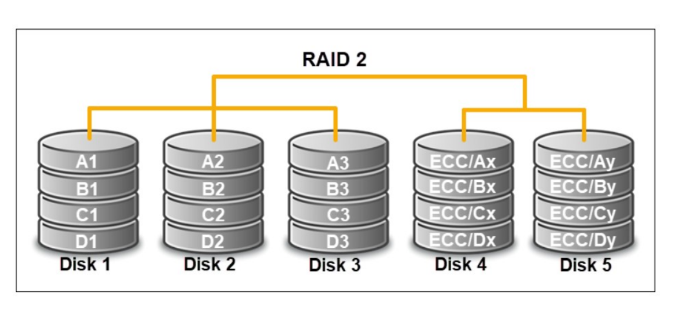 RAID 2
A1 A2 A3 ECC/Ax ECC/Ay
B1 B2 B3 ECC/Bx ECC/By
C1 C2 C3 ECC/Cx ECC/Cy
D1 D2 D3 ECC/Dx ECC/Dy
Disk 1 Disk 2 Disk 3 Disk 4 Disk 5